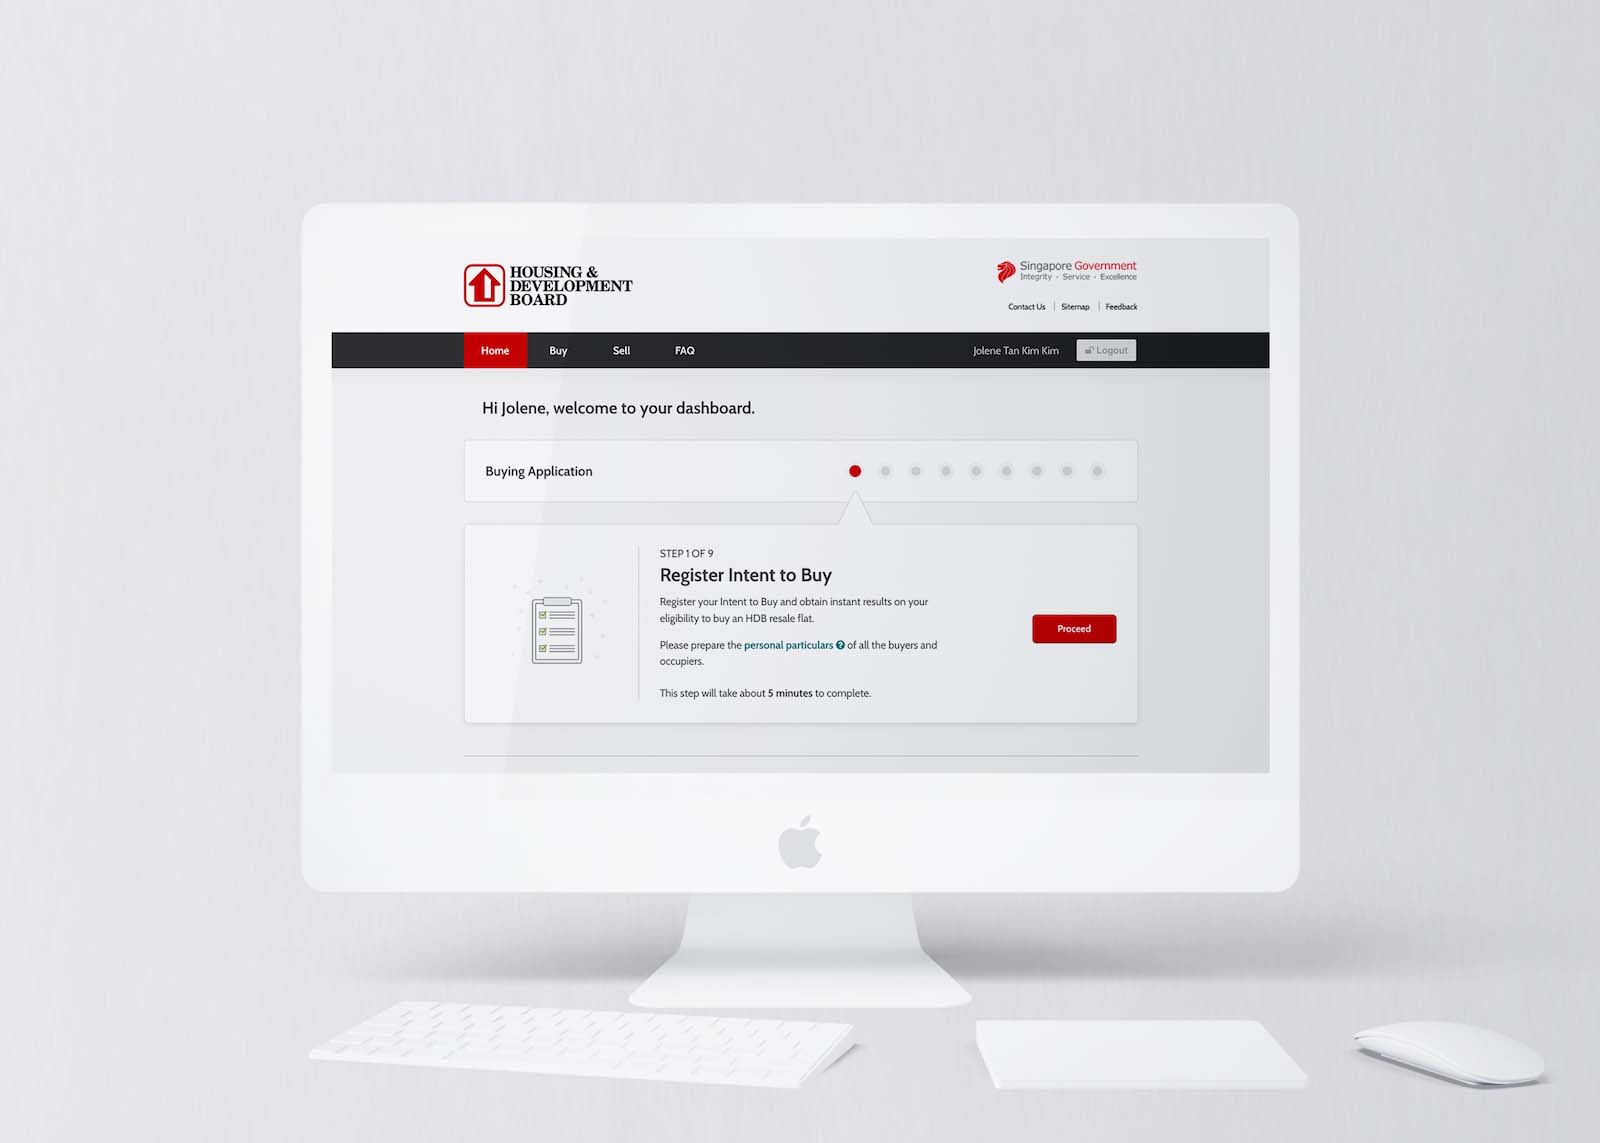 HOUSING &
DEVELOPMENT
BOARD
Singapore Government
Integrity · Service · Excellence
Contact Us | Sitemap | Feedback
Home Buy Sell FAQ Jolene Tan Kim Kim Logout
Hi Jolene, welcome to your dashboard.
Buying Application
STEP 1 OF 9
Register Intent to Buy
Register your Intent to Buy and obtain instant results on your
eligibility to buy an HDB resale flat.
Please prepare the personal particulars ? of all the buyers and
occupiers.
This step will take about 5 minutes to complete.
Proceed